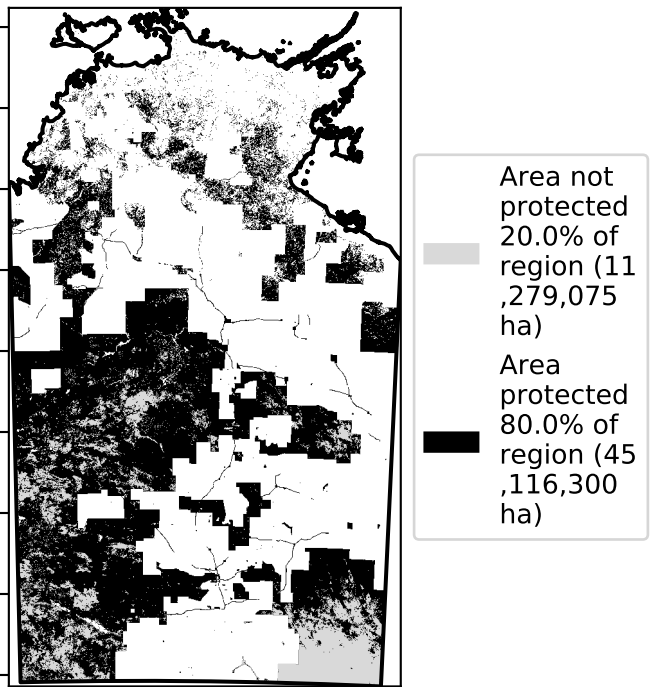 Area not
protected
20.0% of
region (11
,279,075
ha)
Area
protected
80.0% of
region (45
,116,300
ha)